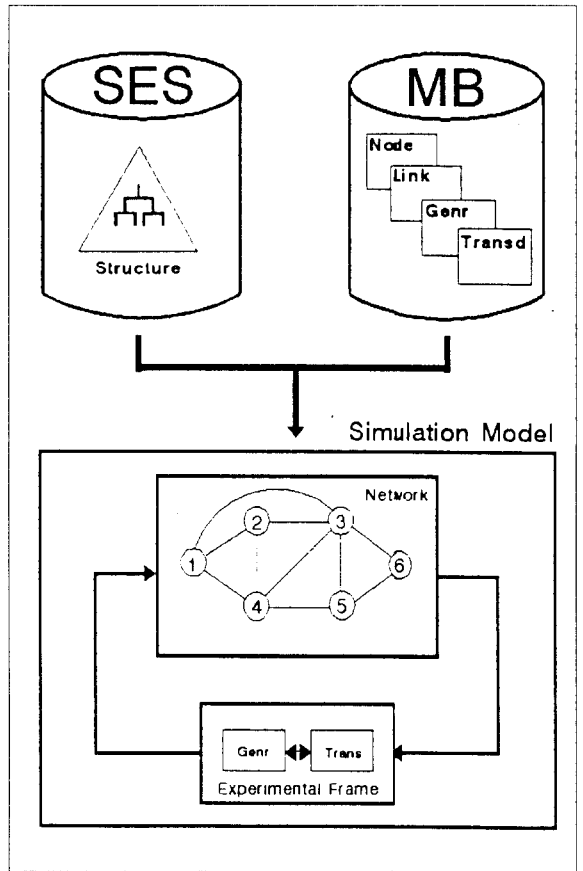 SES
MB
Node
Link
Genr
Transd
Structure
Simulation Model
Network
1
2
3
4
5
6
Genr
Trans
Experimental Frame